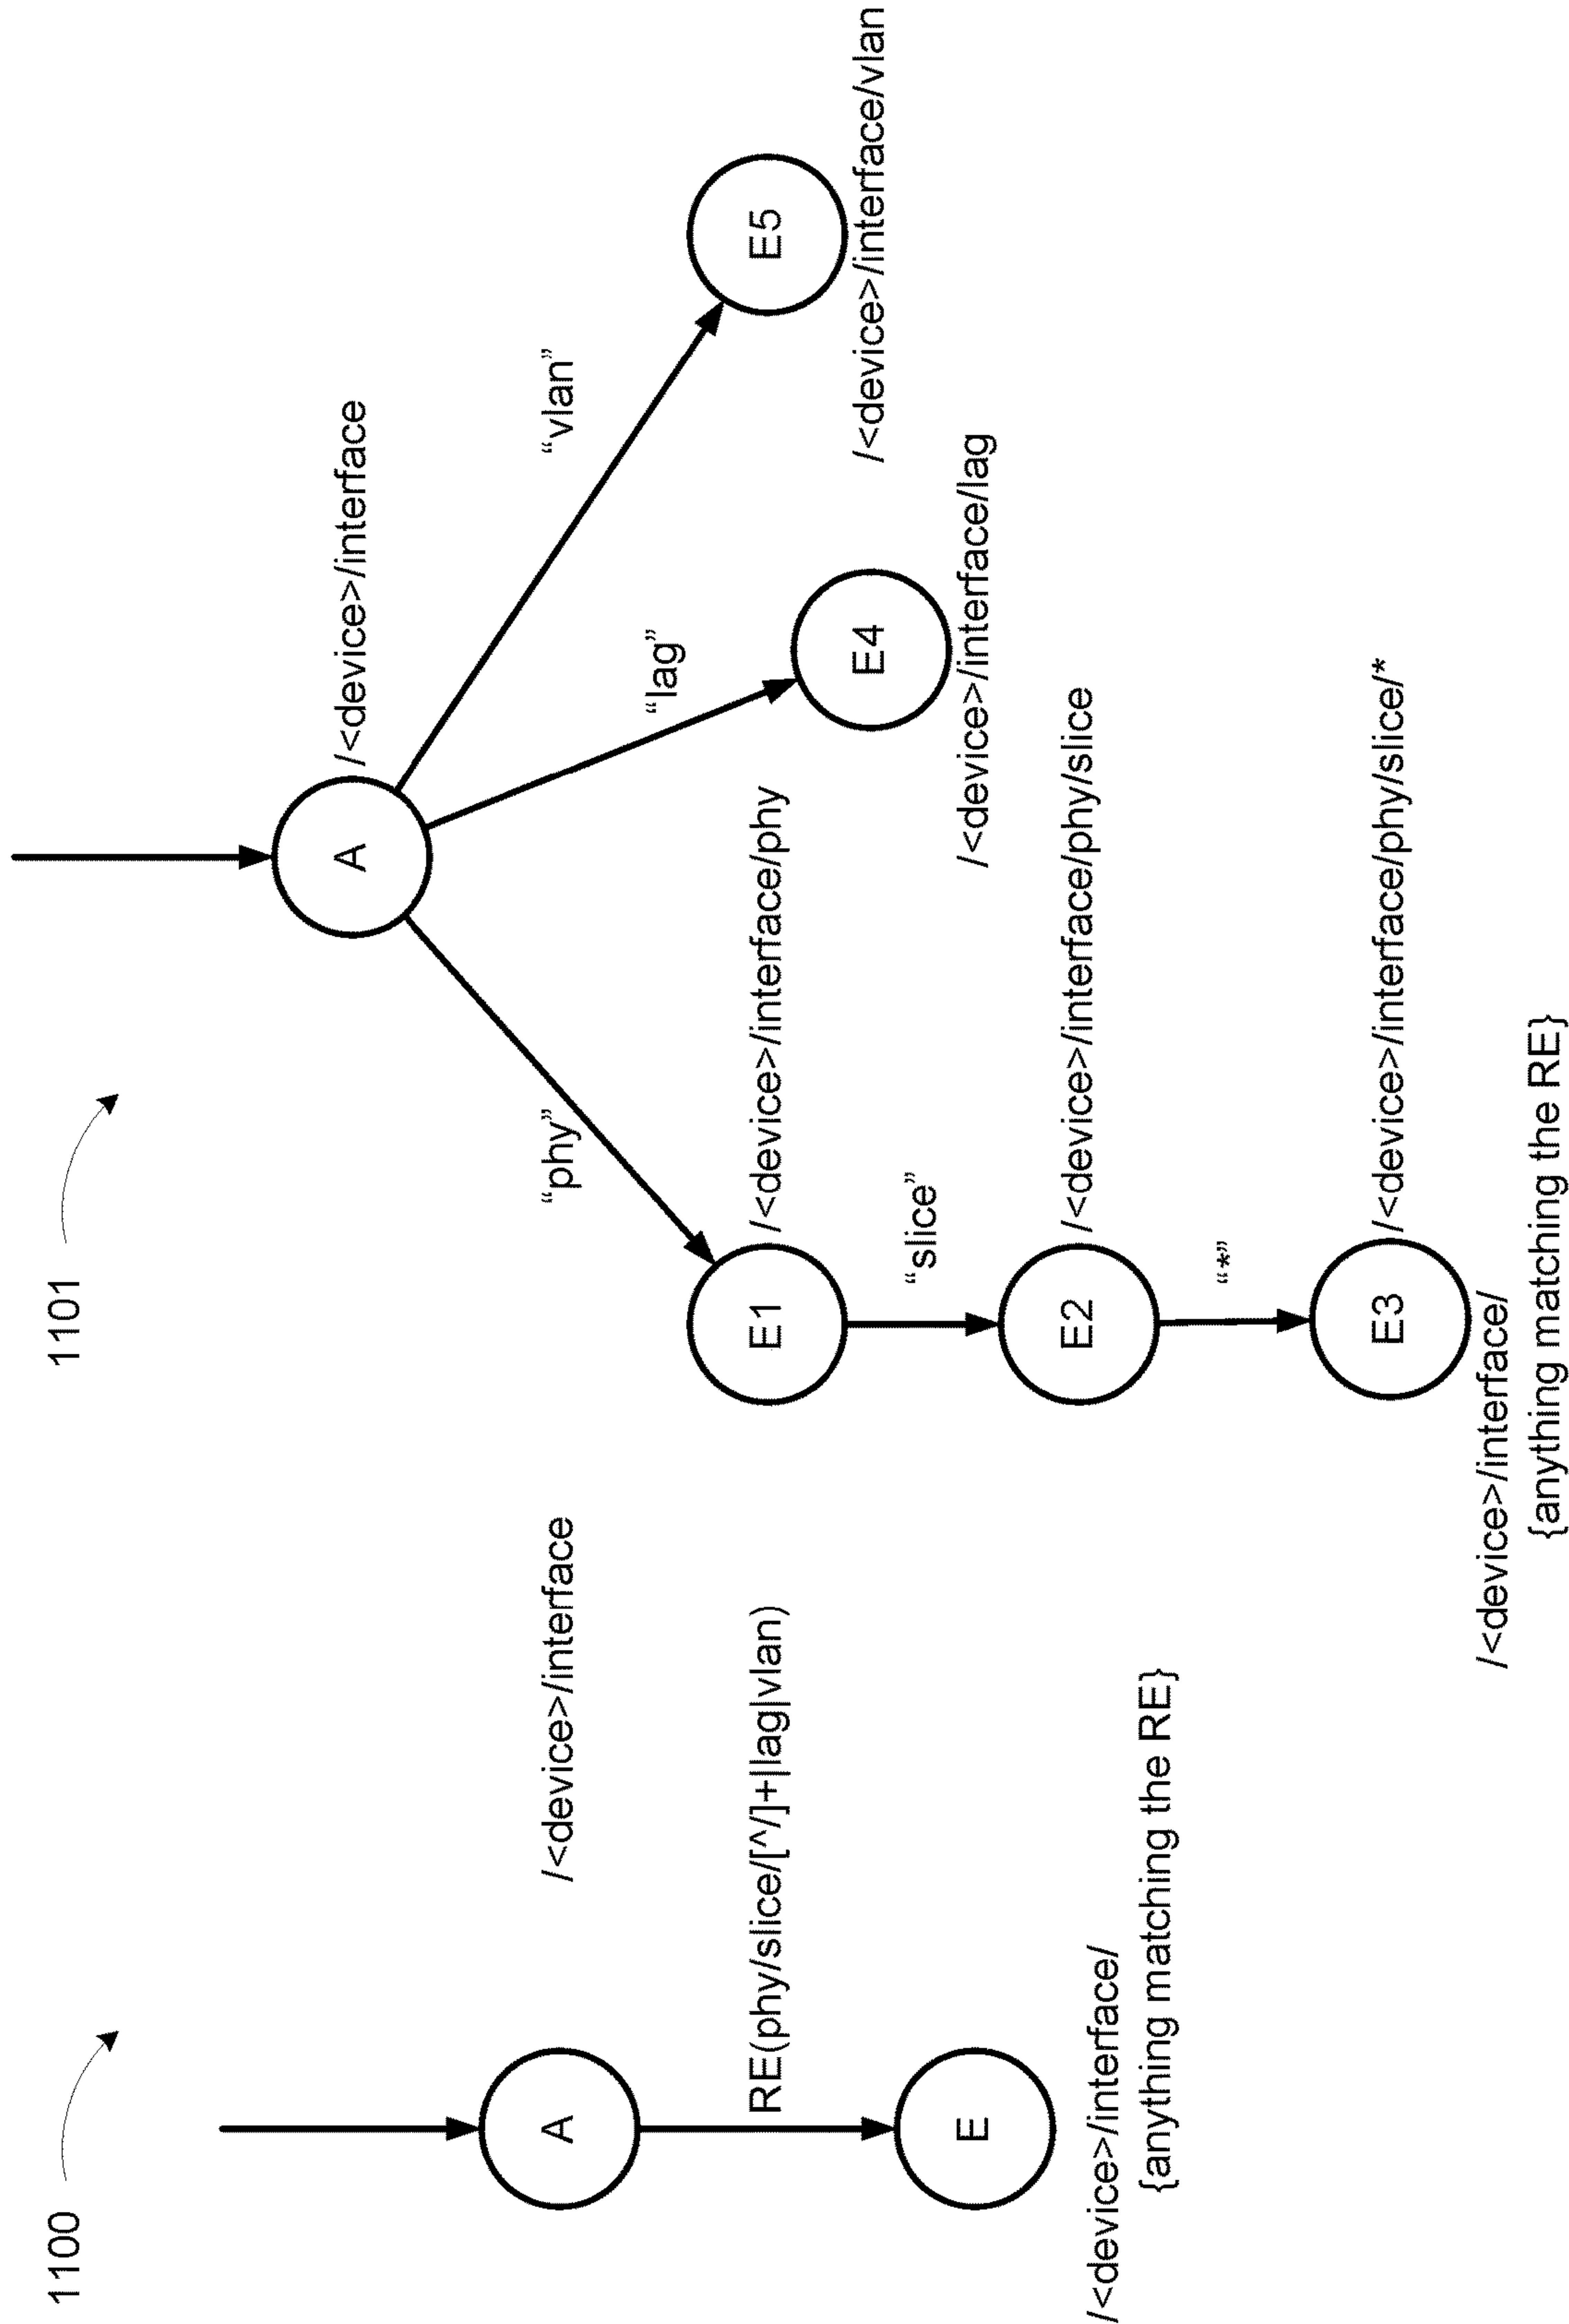 1100
A
/<device>/interface
RE(phy/slice/[^/]+|lag|vlan)
E
/<device>/interface/
{anything matching the RE}
1101
A
/<device>/interface
“phy”
“lag”
“vlan”
E1
/<device>/interface/phy
E4
/<device>/interface/lag
E5
/<device>/interface/vlan
“slice”
E2
/<device>/interface/phy/slice
“*”
E3
/<device>/interface/phy/slice/*
/<device>/interface/
{anything matching the RE}